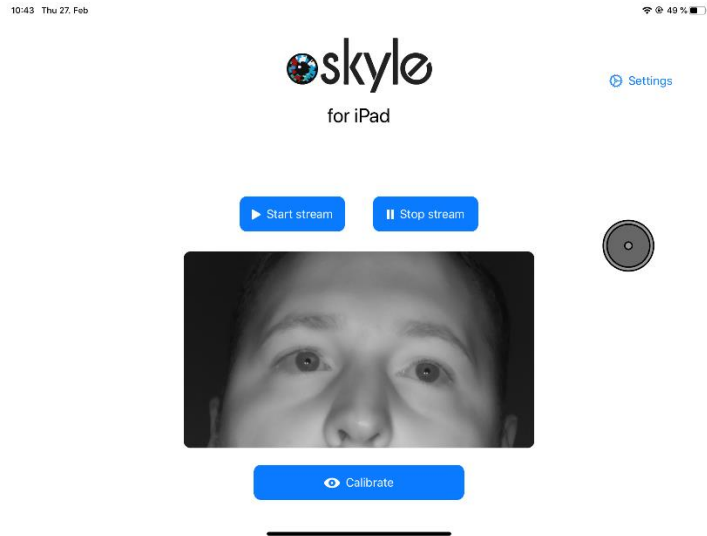 10:43 Thu 27. Feb
49 %
skyle
for iPad
Settings
Start stream
Stop stream
Calibrate